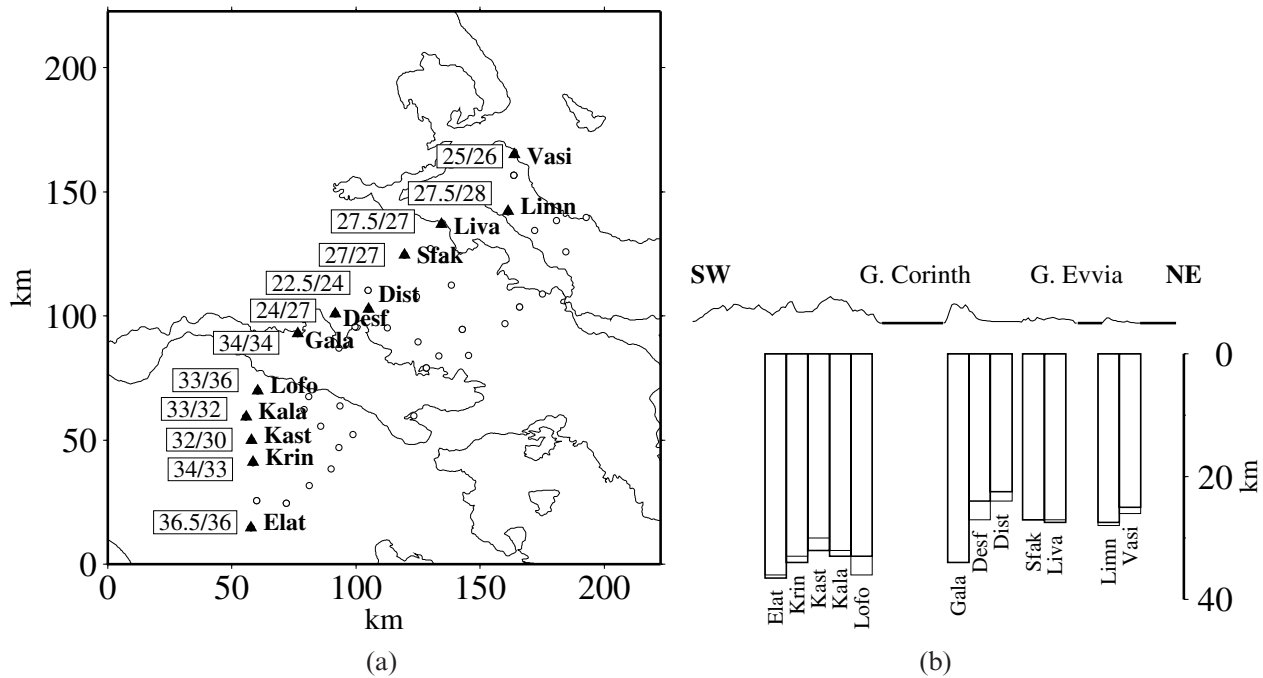 200
150
100
50
0
km
0
50
100
150
200
km
25/26
Vasi
27.5/28
Limn
27.5/27
Liva
27/27
Sfak
22.5/24
Dist
24/27
Desf
34/34
Gala
33/36
Lofo
33/32
Kala
32/30
Kast
34/33
Krin
36.5/36
Elat
(a)
SW
G. Corinth
G. Evvia
NE
0
20
40
km
Elat
Krin
Kast
Kala
Lofo
Gala
Desf
Dist
Sfak
Liva
Limn
Vasi
(b)